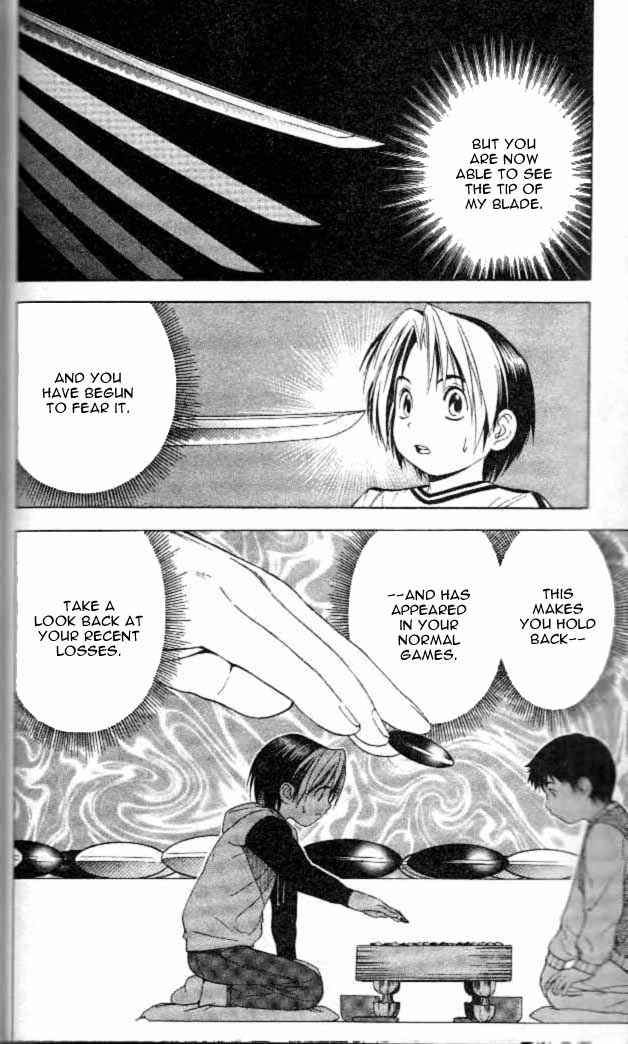 BUT YOU
ARE NOW
ABLE TO SEE
THE TIP OF
MY BLADE.
AND YOU
HAVE BEGUN
TO FEAR IT.
THIS
MAKES
YOU HOLD
BACK--
--AND HAS
APPEARED
IN YOUR
NORMAL
GAMES.
TAKE A
LOOK BACK AT
YOUR RECENT
LOSSES.